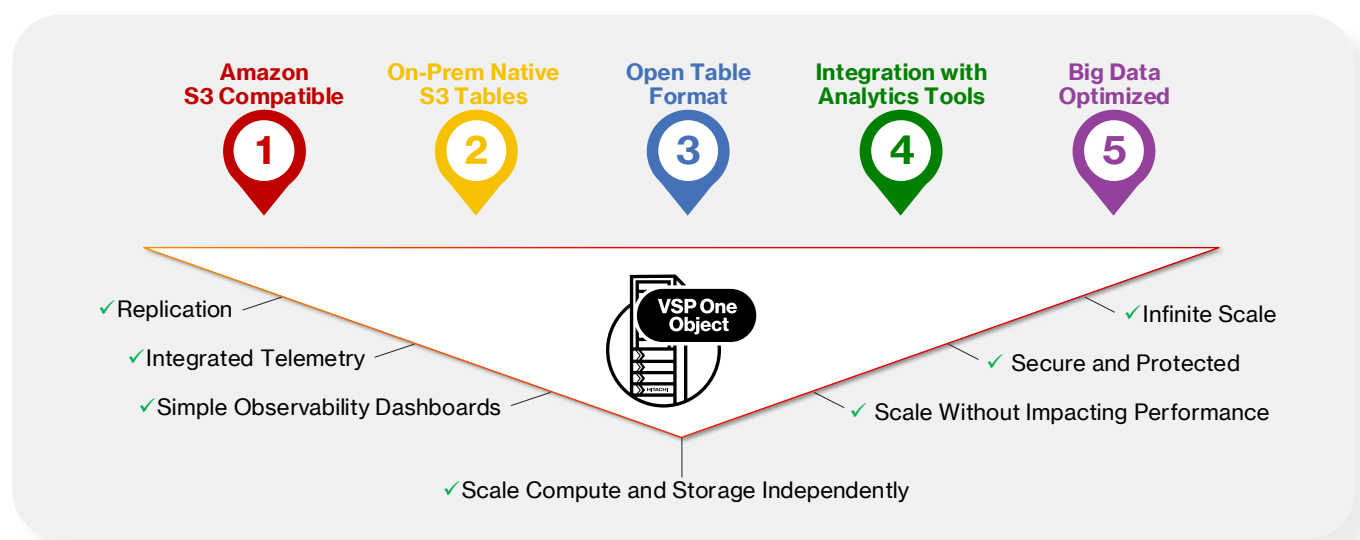 Amazon
S3 Compatible
On-Prem Native
S3 Tables
Open Table
Format
Integration with
Analytics Tools
Big Data
Optimized
1
2
3
4
5
VSP One
Object
HITACHI
✓Replication
✓Integrated Telemetry
✓Simple Observability Dashboards
✓Infinite Scale
✓ Secure and Protected
✓ Scale Without Impacting Performance
✓Scale Compute and Storage Independently